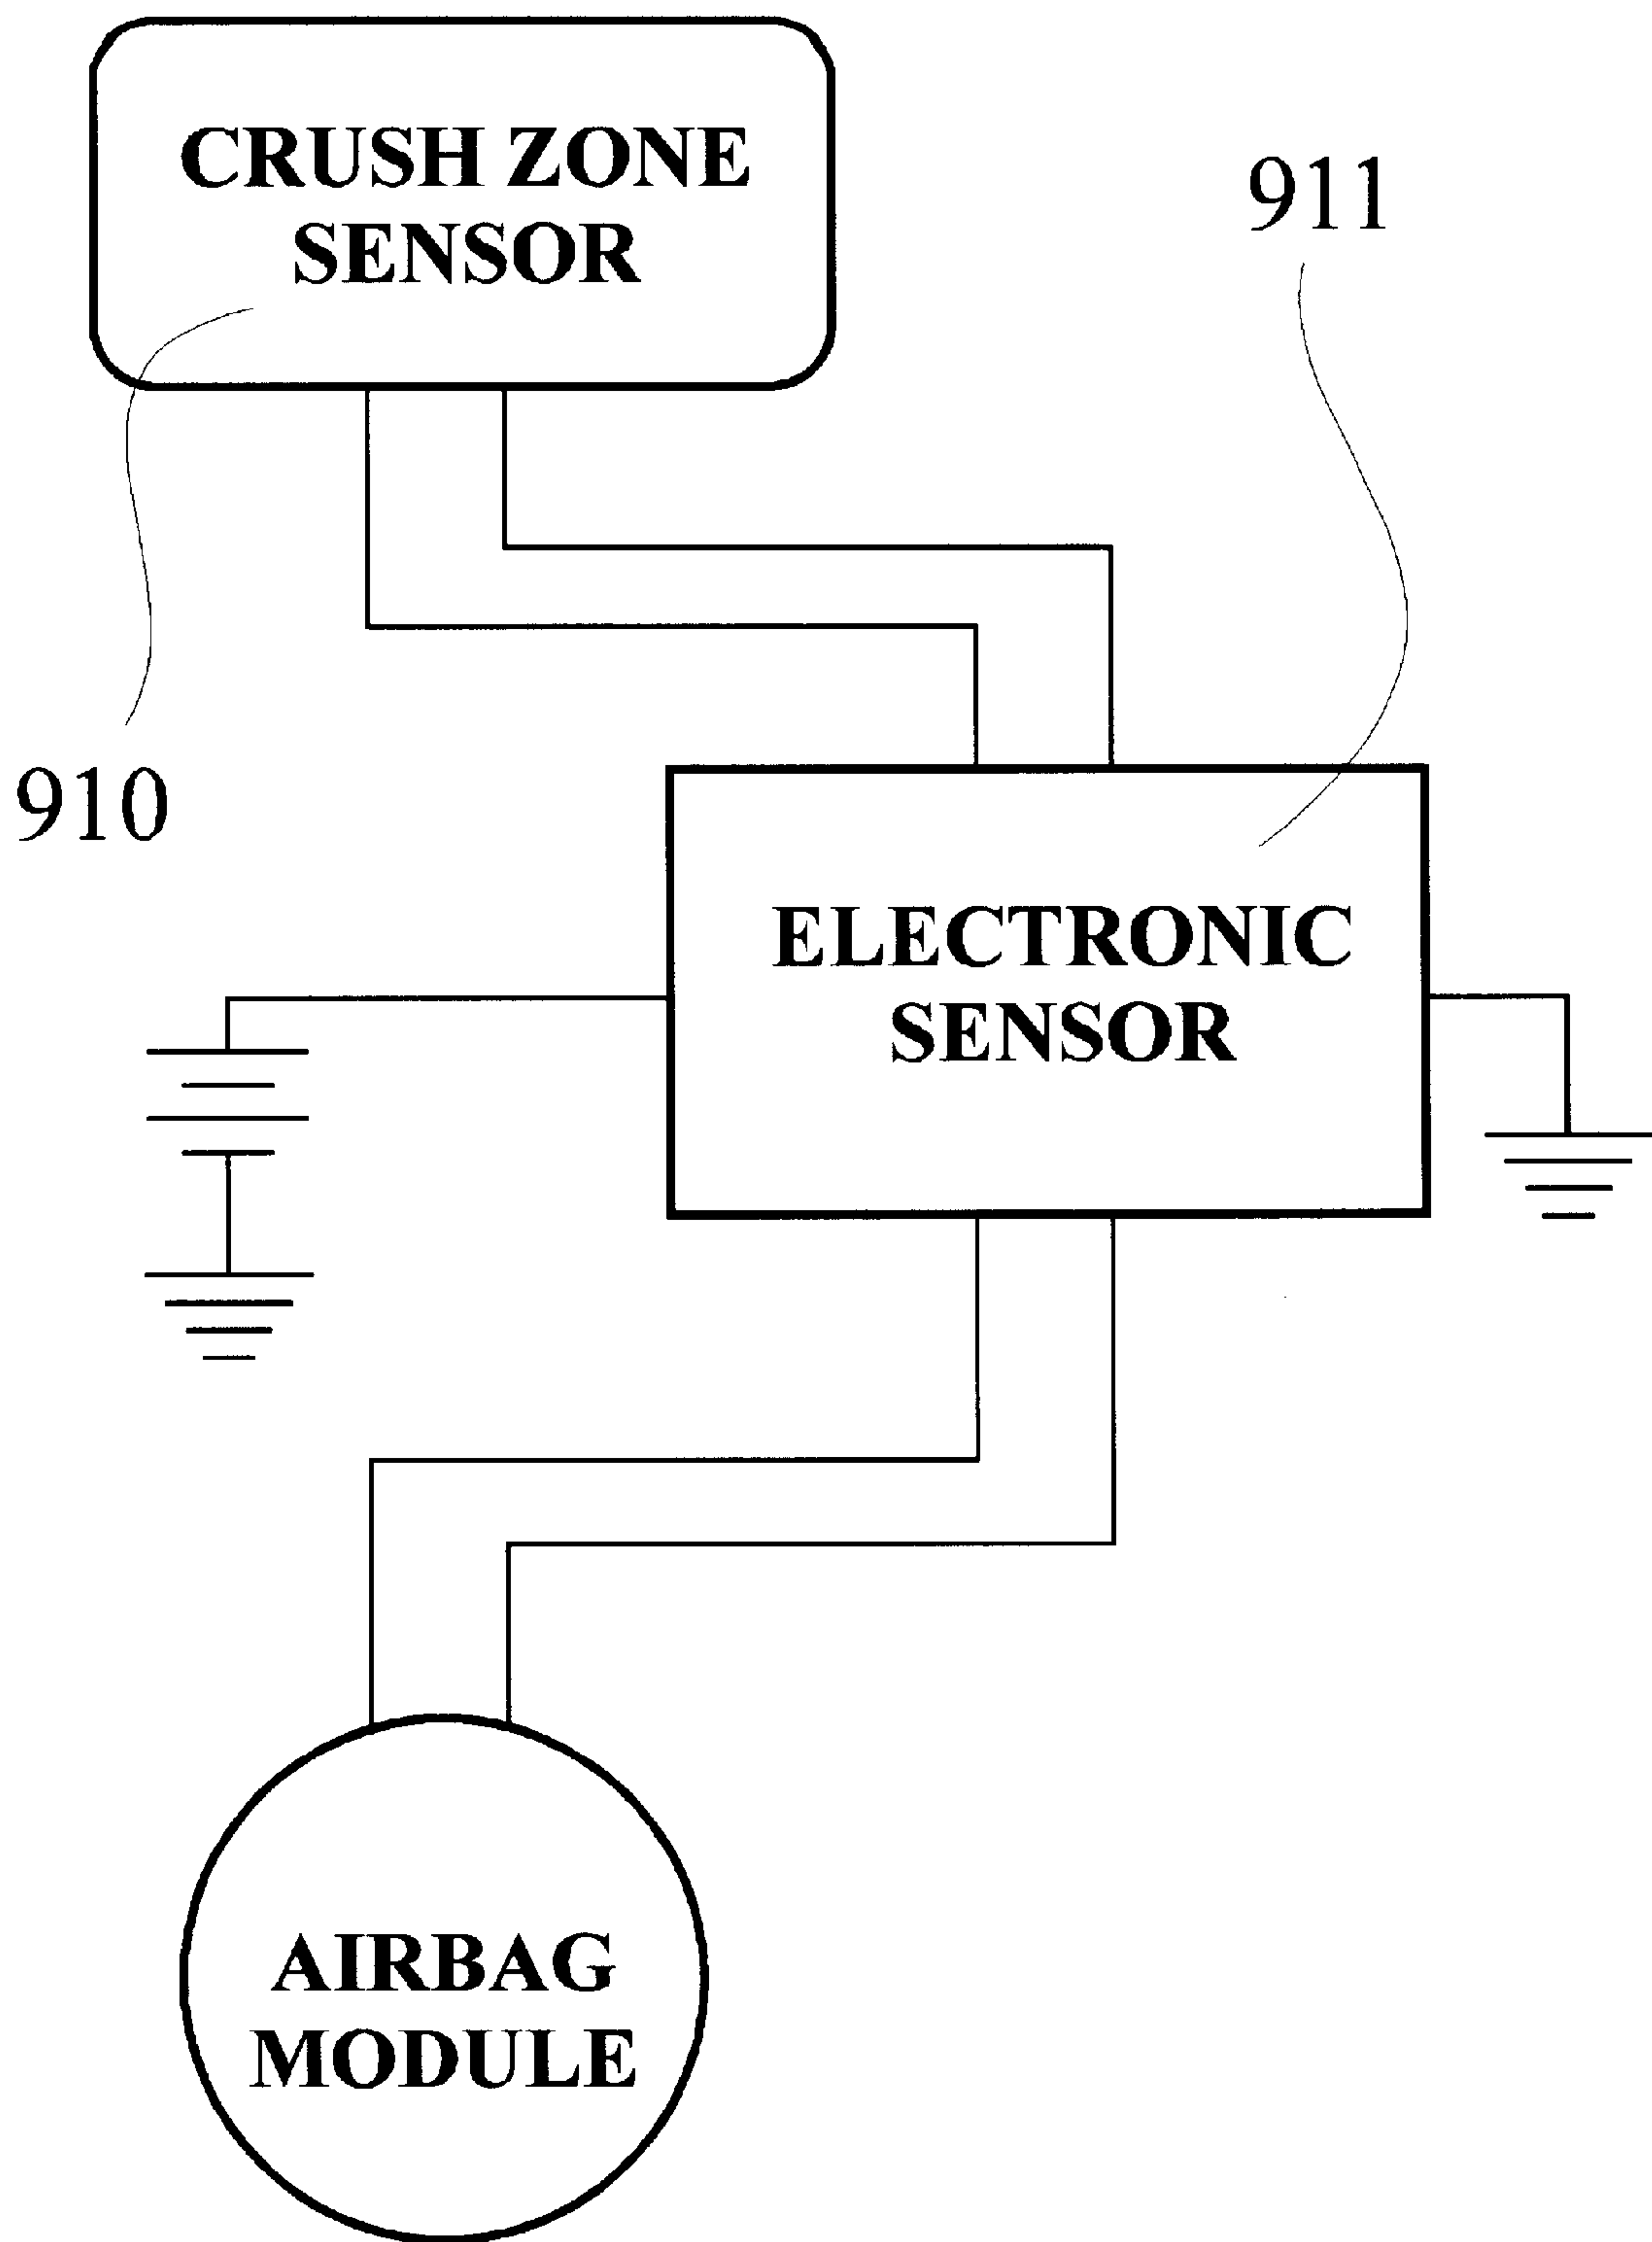 CRUSH ZONE
SENSOR
911
910
ELECTRONIC
SENSOR
AIRBAG
MODULE